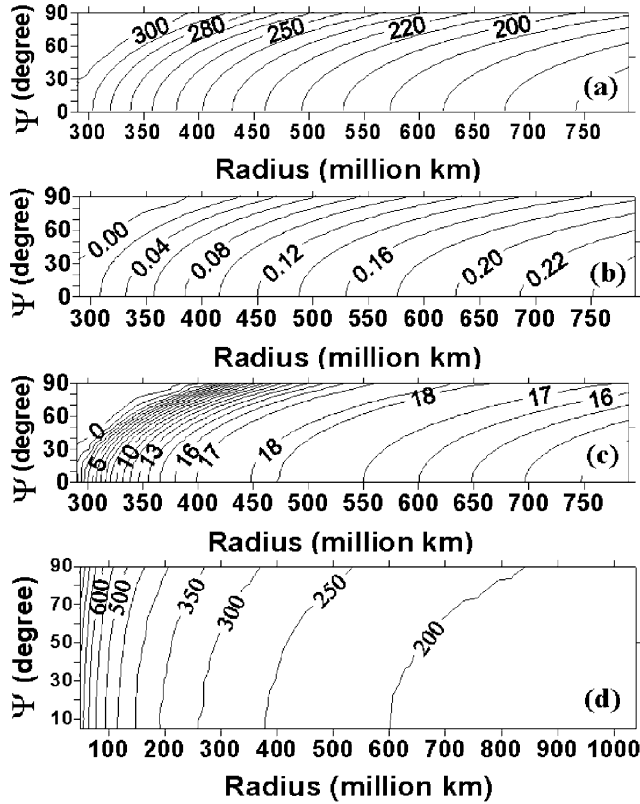 Ψ (degree)
90
60
30
0
300 280 250 220 200
(a)
300 350 400 450 500 550 600 650 700 750
Radius (million km)
Ψ (degree)
90
60
30
0
0.00 0.04 0.08 0.12 0.16 0.20 0.22
(b)
300 350 400 450 500 550 600 650 700 750
Radius (million km)
Ψ (degree)
90
60
30
0
0 5 10 13 16 17 18 18 17 16
(c)
300 350 400 450 500 550 600 650 700 750
Radius (million km)
Ψ (degree)
90
70
50
30
10
600 500 350 300 250 200
(d)
100 200 300 400 500 600 700 800 900 1000
Radius (million km)